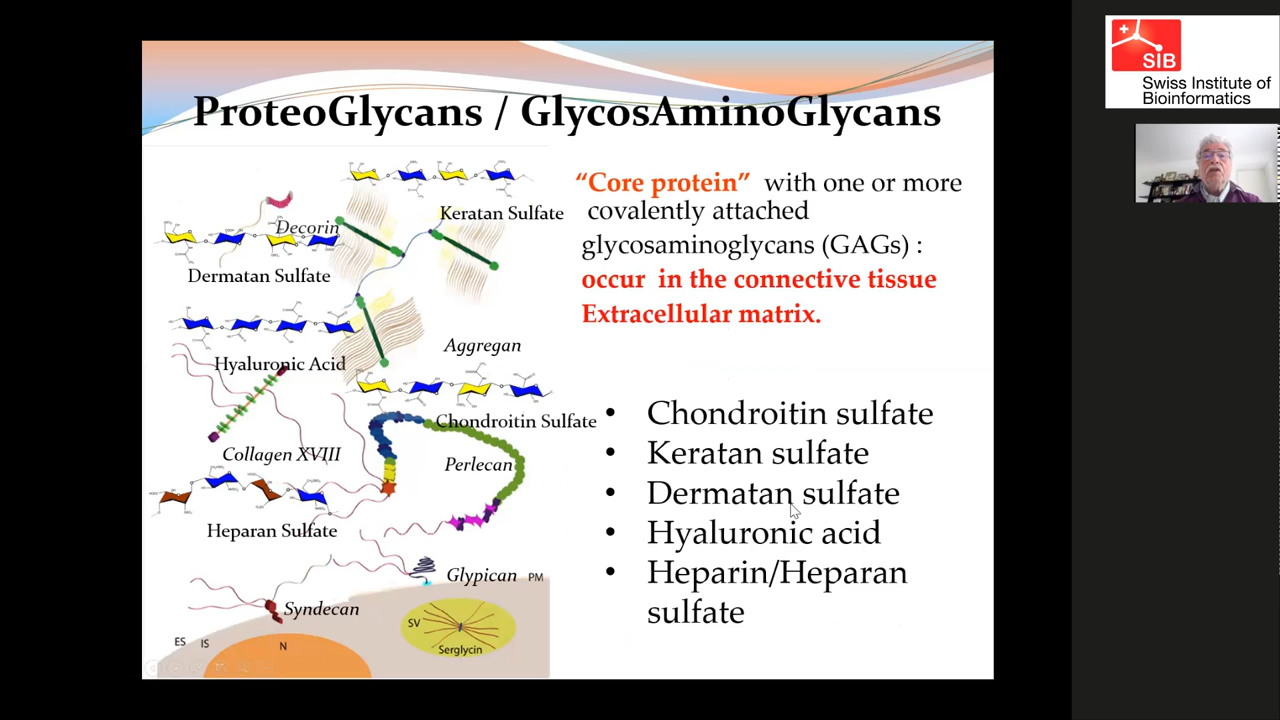 ProteoGlycans / GlycosAminoGlycans
Keratan Sulfate
Decorin
Dermatan Sulfate
Hyaluronic Acid
Aggregan
Chondroitin Sulfate
Collagen XVIII
Perlecan
Heparan Sulfate
Glypican PM
Syndecan
ES IS N
SV
Serglycin
“Core protein” with one or more
covalently attached
glycosaminoglycans (GAGs) :
occur in the connective tissue
Extracellular matrix.
• Chondroitin sulfate
• Keratan sulfate
• Dermatan sulfate
• Hyaluronic acid
• Heparin/Heparan
sulfate
SIB
Swiss Institute of
Bioinformatics